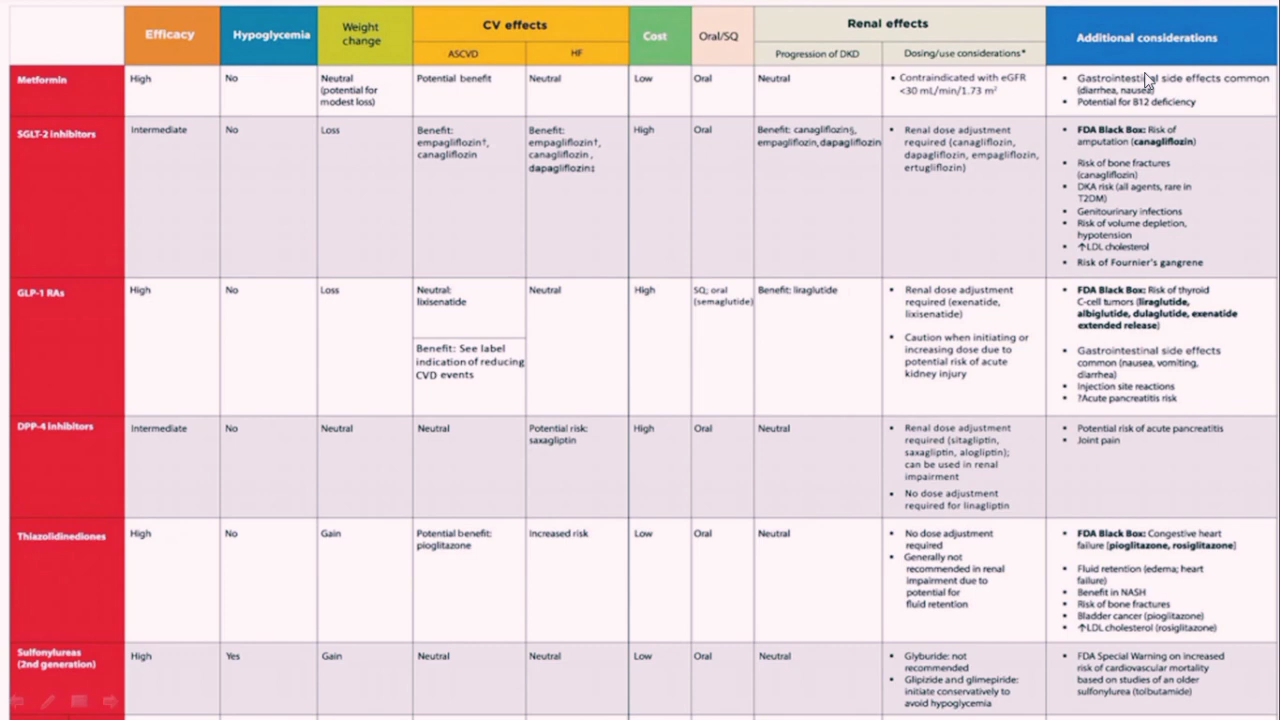 Efficacy
Hypoglycemia
Weight
change
CV effects
ASCVD
HF
Cost
Oral/SQ
Renal effects
Progression of DKD
Dosing/use considerations*
Additional considerations
Metformin
High
No
Neutral
(potential for
modest loss)
Potential benefit
Neutral
Low
Oral
Neutral
• Contraindicated with eGFR
<30 mL/min/1.73 m²
• Gastrointestinal side effects common
(diarrhea, nausea)
• Potential for B12 deficiency
SGLT-2 inhibitors
Intermediate
No
Loss
Benefit:
empagliflozin†,
canagliflozin
Benefit:
empagliflozin†,
canagliflozin,
dapagliflozin‡
High
Oral
Benefit: canagliflozin§,
empagliflozin, dapagliflozin
• Renal dose adjustment
required (canagliflozin,
dapagliflozin, empagliflozin,
ertugliflozin)
• FDA Black Box: Risk of
amputation (canagliflozin)
• Risk of bone fractures
(canagliflozin)
• DKA risk (all agents, rare in
T2DM)
• Genitourinary infections
• Risk of volume depletion,
hypotension
• ↑LDL cholesterol
• Risk of Fournier's gangrene
GLP-1 RAs
High
No
Loss
Neutral:
lixisenatide
Benefit: See label
indication of reducing
CVD events
Neutral
High
SQ; oral
(semaglutide)
Benefit: liraglutide
• Renal dose adjustment
required (exenatide,
lixisenatide)
• Caution when initiating or
increasing dose due to
potential risk of acute
kidney injury
• FDA Black Box: Risk of thyroid
C-cell tumors (liraglutide,
albiglutide, dulaglutide, exenatide
extended release)
• Gastrointestinal side effects
common (nausea, vomiting,
diarrhea)
• Injection site reactions
• ?Acute pancreatitis risk
DPP-4 inhibitors
Intermediate
No
Neutral
Neutral
Potential risk:
saxagliptin
High
Oral
Neutral
• Renal dose adjustment
required (sitagliptin,
saxagliptin, alogliptin);
can be used in renal
impairment
• No dose adjustment
required for linagliptin
• Potential risk of acute pancreatitis
• Joint pain
Thiazolidinediones
High
No
Gain
Potential benefit:
pioglitazone
Increased risk
Low
Oral
Neutral
• No dose adjustment
required
• Generally not
recommended in renal
impairment due to
potential for
fluid retention
• FDA Black Box: Congestive heart
failure [pioglitazone, rosiglitazone]
• Fluid retention (edema; heart
failure)
• Benefit in NASH
• Risk of bone fractures
• Bladder cancer (pioglitazone)
• ↑LDL cholesterol (rosiglitazone)
Sulfonylureas
(2nd generation)
High
Yes
Gain
Neutral
Neutral
Low
Oral
Neutral
• Glyburide: not
recommended
• Glipizide and glimepiride:
initiate conservatively to
avoid hypoglycemia
• FDA Special Warning on increased
risk of cardiovascular mortality
based on studies of an older
sulfonylurea (tolbutamide)